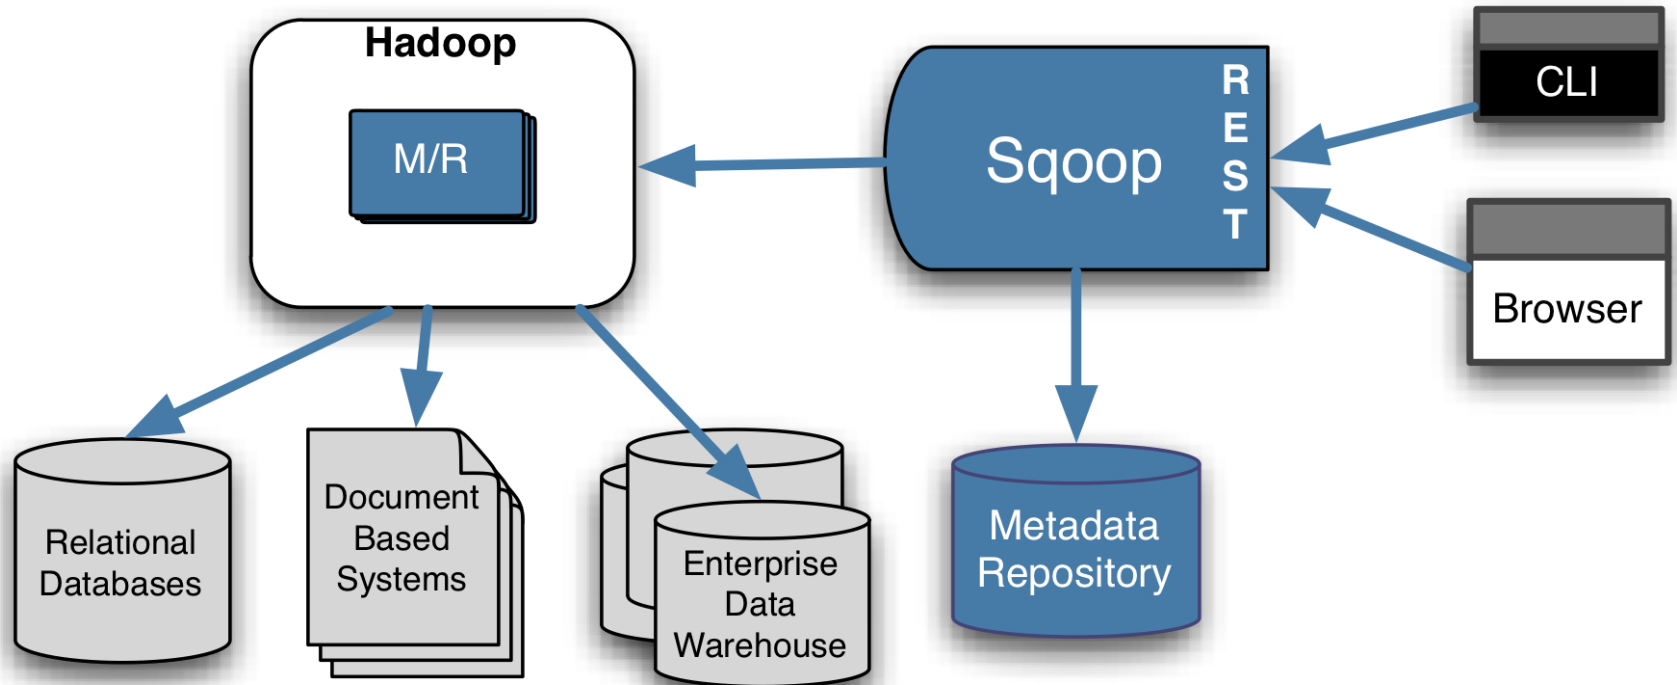 Hadoop
M/R
Sqoop
R
E
S
T
CLI
Browser
Relational
Databases
Document
Based
Systems
Enterprise
Data
Warehouse
Metadata
Repository